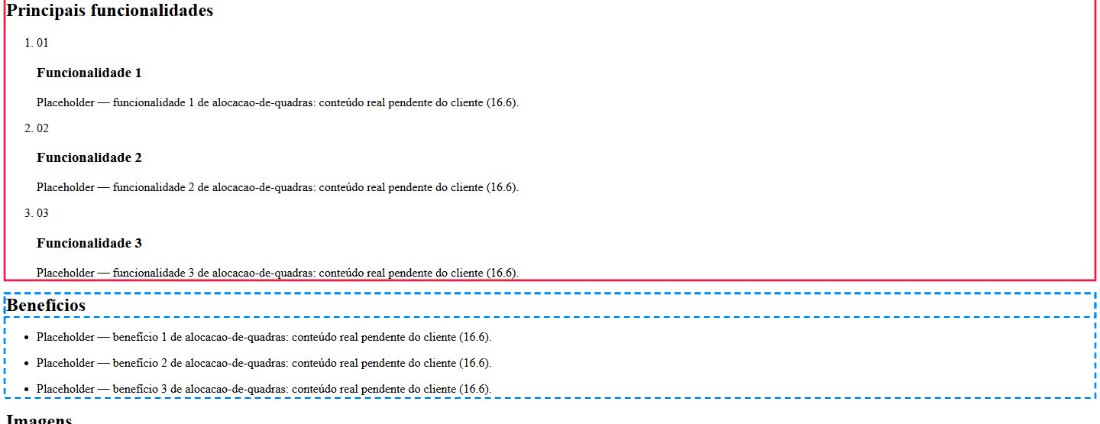 Principais funcionalidades
1. 01
Funcionalidade 1
Placeholder — funcionalidade 1 de alocacao-de-quadras: conteúdo real pendente do cliente (16.6).
2. 02
Funcionalidade 2
Placeholder — funcionalidade 2 de alocacao-de-quadras: conteúdo real pendente do cliente (16.6).
3. 03
Funcionalidade 3
Placeholder — funcionalidade 3 de alocacao-de-quadras: conteúdo real pendente do cliente (16.6).
Benefícios
• Placeholder — benefício 1 de alocacao-de-quadras: conteúdo real pendente do cliente (16.6).
• Placeholder — benefício 2 de alocacao-de-quadras: conteúdo real pendente do cliente (16.6).
• Placeholder — benefício 3 de alocacao-de-quadras: conteúdo real pendente do cliente (16.6).
Imagens